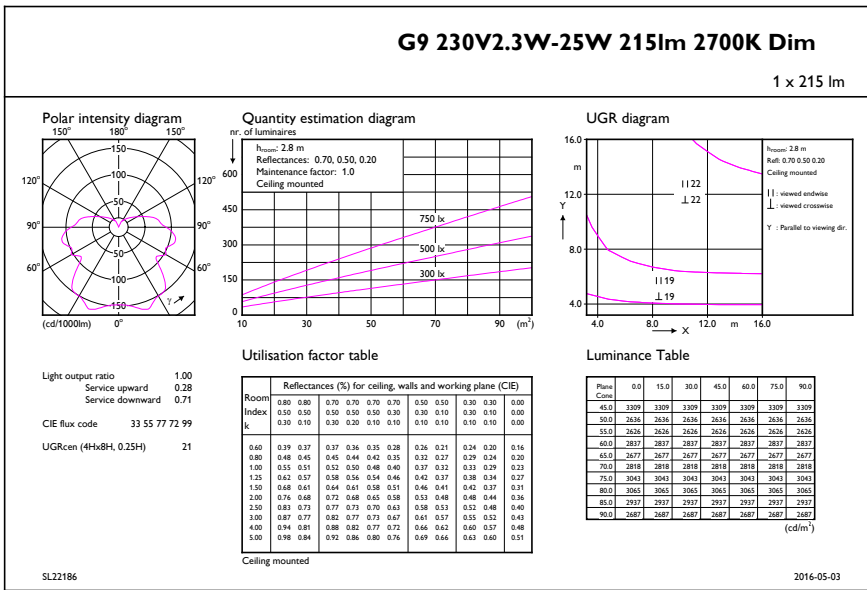 G9 230V2.3W-25W 215lm 2700K Dim
1 x 215 lm
Polar intensity diagram
150° 180° 150°
120° 120°
90° 90°
60° 60°
150
100
50
50
100
150
γ
(cd/1000lm) 0°
Quantity estimation diagram
nr. of luminaires
hroom: 2.8 m
Reflectances: 0.70, 0.50, 0.20
Maintenance factor: 1.0
Ceiling mounted
600
450
300
150
0
750 lx
500 lx
300 lx
10 30 50 70 90 (m²)
UGR diagram
16.0
m
12.0
Y
8.0
4.0
|| 22
⊥ 22
|| 19
⊥ 19
4.0 8.0 12.0 m 16.0
X
hroom: 2.8 m
Refl: 0.70 0.50 0.20
Ceiling mounted
|| : viewed endwise
⊥ : viewed crosswise
Y : Parallel to viewing dir.
Light output ratio 1.00
Service upward 0.28
Service downward 0.71
CIE flux code 33 55 77 72 99
UGRcen (4Hx8H, 0.25H) 21
Utilisation factor table
Reflectances (%) for ceiling, walls and working plane (CIE)
Room 0.80 0.80 0.70 0.70 0.70 0.70 0.50 0.50 0.30 0.30 0.00
Index 0.50 0.50 0.50 0.50 0.50 0.30 0.30 0.10 0.30 0.10 0.00
k 0.30 0.10 0.30 0.20 0.10 0.10 0.10 0.10 0.10 0.10 0.00
0.60 0.39 0.37 0.37 0.36 0.35 0.28 0.26 0.21 0.24 0.20 0.16
0.80 0.48 0.45 0.45 0.44 0.42 0.35 0.32 0.27 0.29 0.24 0.20
1.00 0.55 0.51 0.52 0.50 0.48 0.40 0.37 0.32 0.33 0.29 0.23
1.25 0.62 0.57 0.58 0.56 0.54 0.46 0.42 0.37 0.38 0.34 0.27
1.50 0.68 0.61 0.64 0.61 0.58 0.51 0.46 0.41 0.42 0.37 0.31
2.00 0.76 0.68 0.72 0.68 0.65 0.58 0.53 0.48 0.48 0.44 0.36
2.50 0.83 0.73 0.77 0.73 0.70 0.63 0.58 0.53 0.52 0.48 0.40
3.00 0.87 0.77 0.82 0.77 0.73 0.67 0.61 0.57 0.55 0.52 0.43
4.00 0.94 0.81 0.88 0.82 0.77 0.72 0.66 0.62 0.60 0.57 0.48
5.00 0.98 0.84 0.92 0.86 0.80 0.76 0.69 0.66 0.63 0.60 0.51
Ceiling mounted
Luminance Table
Plane 0.0 15.0 30.0 45.0 60.0 75.0 90.0
Cone
45.0 3309 3309 3309 3309 3309 3309 3309
50.0 2636 2636 2636 2636 2636 2636 2636
55.0 2626 2626 2626 2626 2626 2626 2626
60.0 2837 2837 2837 2837 2837 2837 2837
65.0 2677 2677 2677 2677 2677 2677 2677
70.0 2818 2818 2818 2818 2818 2818 2818
75.0 3043 3043 3043 3043 3043 3043 3043
80.0 3065 3065 3065 3065 3065 3065 3065
85.0 2937 2937 2937 2937 2937 2937 2937
90.0 2687 2687 2687 2687 2687 2687 2687
(cd/m²)
SL22186
2016-05-03